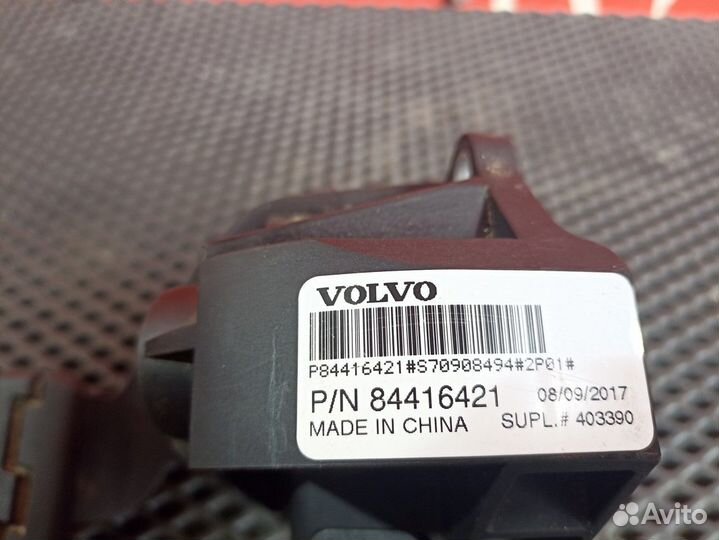 VOLVO
P84416421#S70908494#2P01#
P/N 84416421 08/09/2017
MADE IN CHINA SUPL.# 403390
Avito